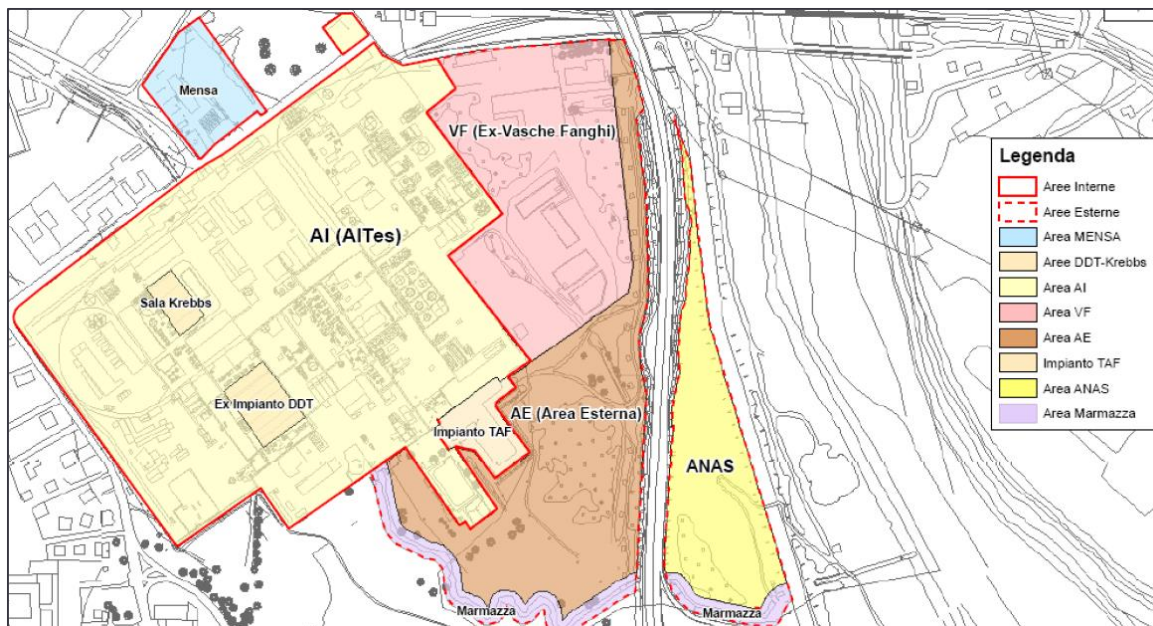 Mensa
VF (Ex-Vasche Fanghi)
AI (AITes)
Sala Krebbs
Ex Impianto DDT
Impianto TAF
AE (Area Esterna)
ANAS
Marmazza
Marmazza
Legenda
Aree Interne
Aree Esterne
Area MENSA
Aree DDT-Krebbs
Area AI
Area VF
Area AE
Impianto TAF
Area ANAS
Area Marmazza